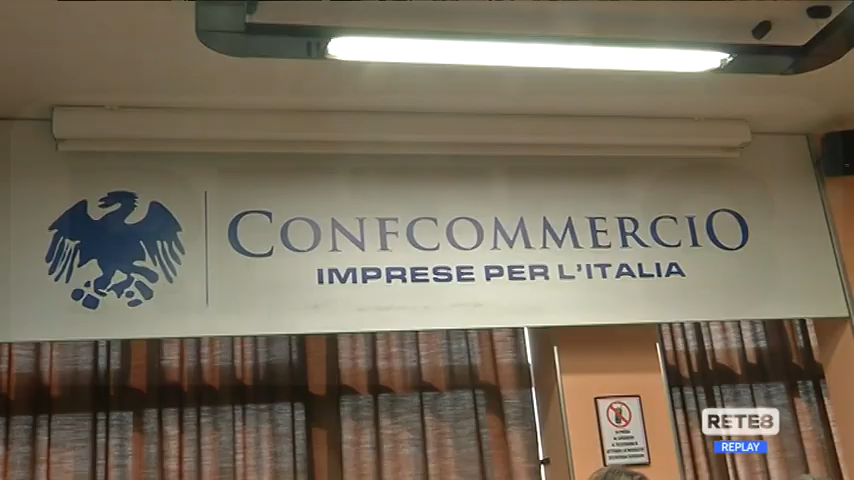 CONFCOMMERCIO
IMPRESE PER L'ITALIA
RETE8
REPLAY